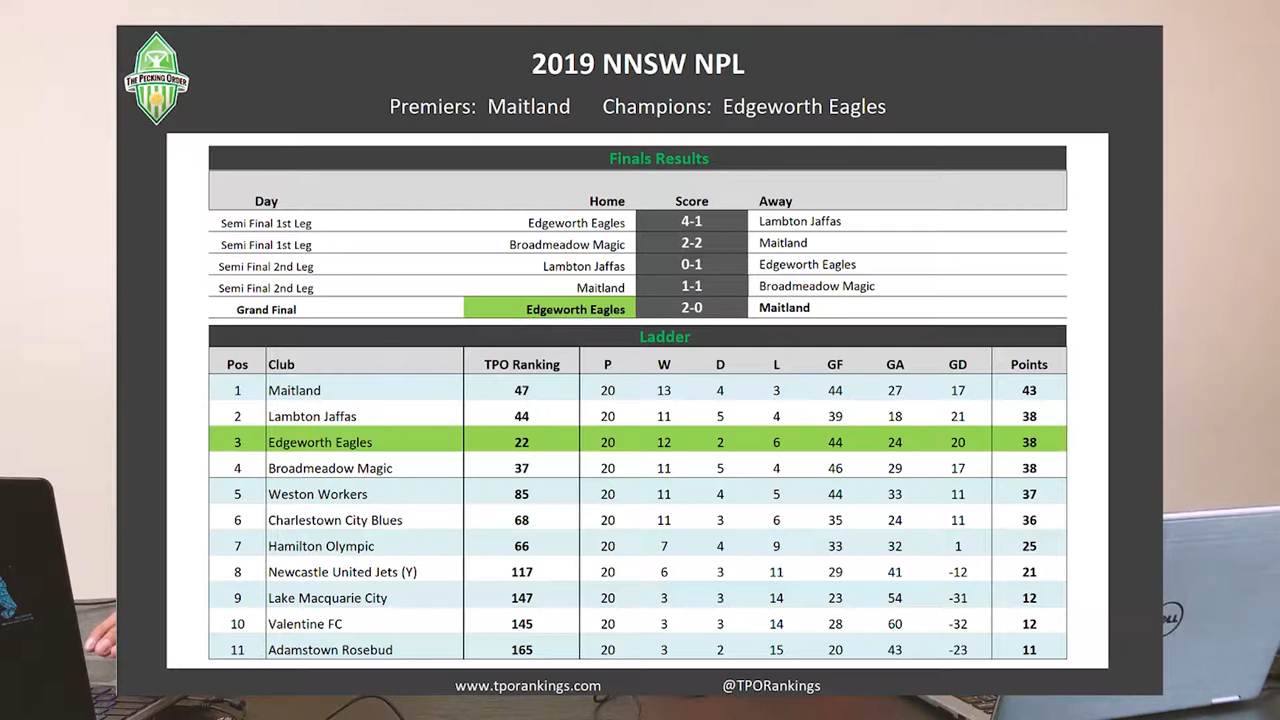 THE PECKING ORDER
2019 NNSW NPL
Premiers: Maitland Champions: Edgeworth Eagles
Finals Results
Day Home Score Away
Semi Final 1st Leg Edgeworth Eagles 4-1 Lambton Jaffas
Semi Final 1st Leg Broadmeadow Magic 2-2 Maitland
Semi Final 2nd Leg Lambton Jaffas 0-1 Edgeworth Eagles
Semi Final 2nd Leg Maitland 1-1 Broadmeadow Magic
Grand Final Edgeworth Eagles 2-0 Maitland
Ladder
Pos Club TPO Ranking P W D L GF GA GD Points
1 Maitland 47 20 13 4 3 44 27 17 43
2 Lambton Jaffas 44 20 11 5 4 39 18 21 38
3 Edgeworth Eagles 22 20 12 2 6 44 24 20 38
4 Broadmeadow Magic 37 20 11 5 4 46 29 17 38
5 Weston Workers 85 20 11 4 5 44 33 11 37
6 Charlestown City Blues 68 20 11 3 6 35 24 11 36
7 Hamilton Olympic 66 20 7 4 9 33 32 1 25
8 Newcastle United Jets (Y) 117 20 6 3 11 29 41 -12 21
9 Lake Macquarie City 147 20 3 3 14 23 54 -31 12
10 Valentine FC 145 20 3 3 14 28 60 -32 12
11 Adamstown Rosebud 165 20 3 2 15 20 43 -23 11
www.tporankings.com @TPORankings
DELL